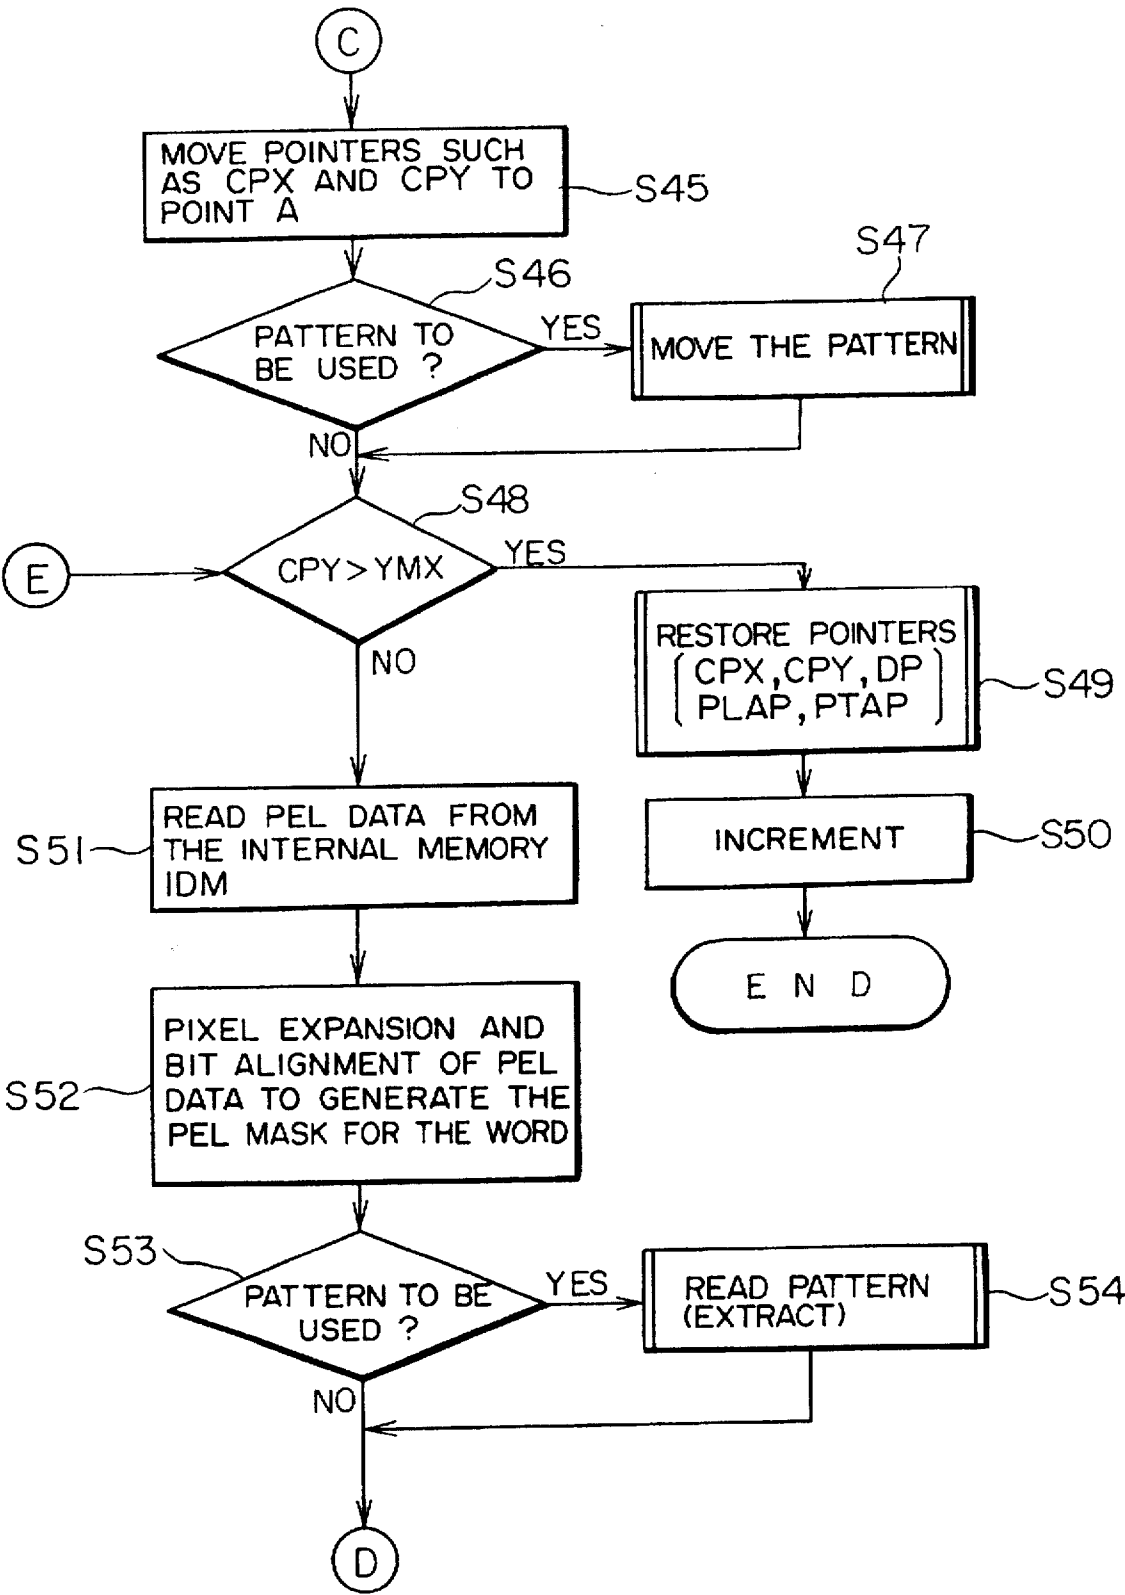 C
MOVE POINTERS SUCH
AS CPX AND CPY TO
POINT A
S45
S46
S47
PATTERN TO
BE USED ?
YES
MOVE THE PATTERN
NO
S48
E
CPY > YMX
YES
NO
RESTORE POINTERS
(CPX, CPY, DP
PLAP, PTAP)
S49
S51
READ PEL DATA FROM
THE INTERNAL MEMORY
IDM
INCREMENT
S50
END
S52
PIXEL EXPANSION AND
BIT ALIGNMENT OF PEL
DATA TO GENERATE THE
PEL MASK FOR THE WORD
S53
PATTERN TO BE
USED ?
YES
READ PATTERN
(EXTRACT)
S54
NO
D